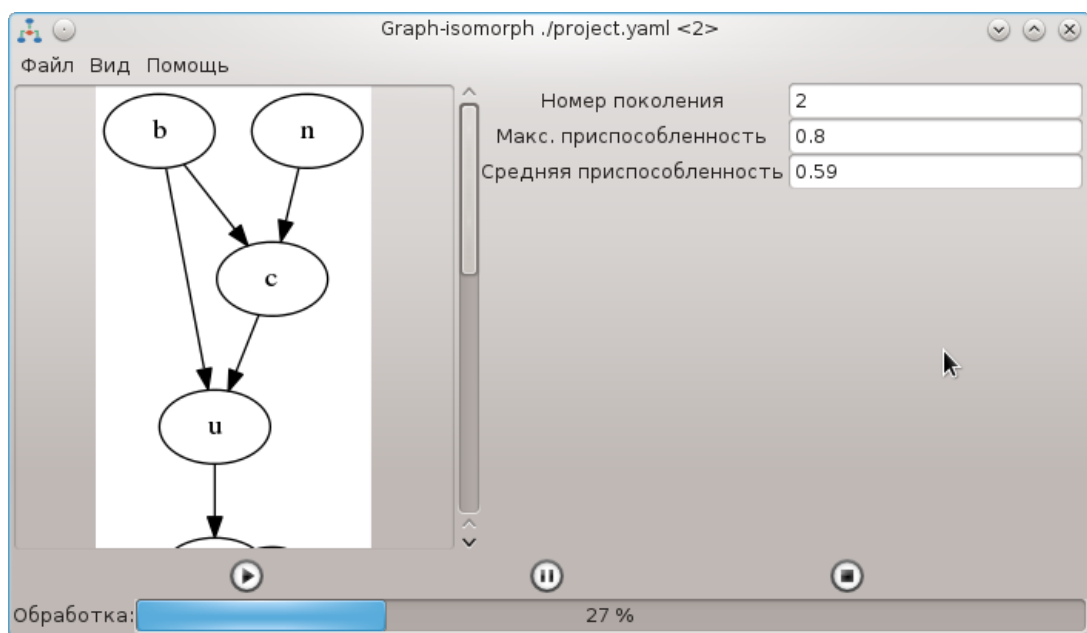 Graph-isomorph ./project.yaml <2>
Файл Вид Помощь
b n
Номер поколения 2
Макс. приспособленность 0.8
Средняя приспособленность 0.59
c
u
Обработка: 27 %